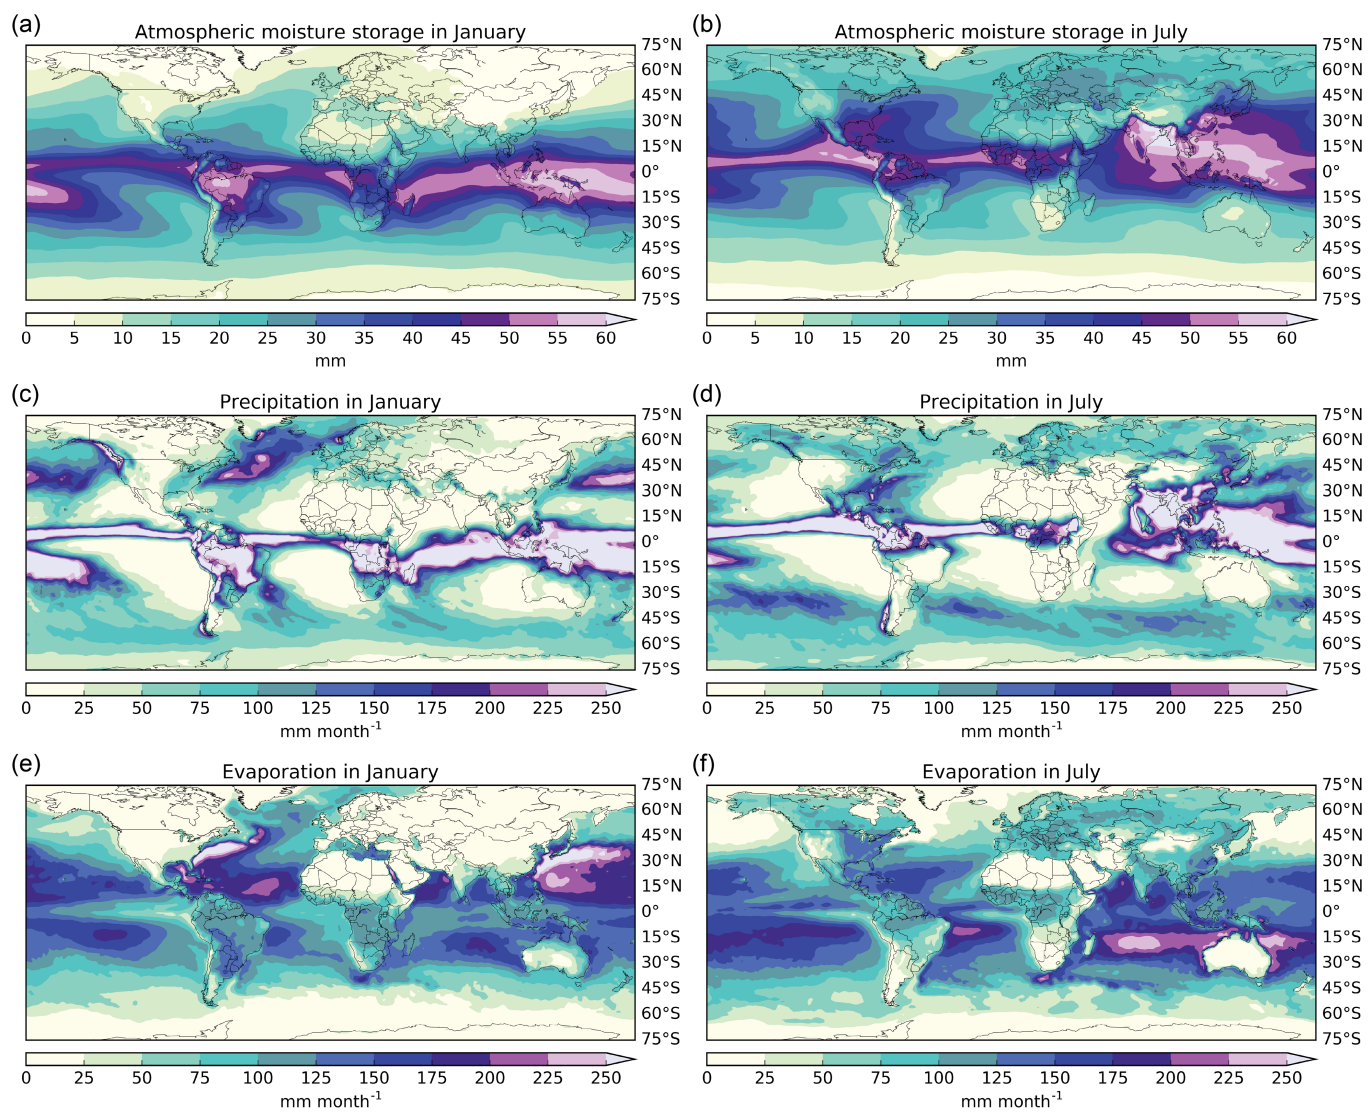 (a)
Atmospheric moisture storage in January
75°N
60°N
45°N
30°N
15°N
0°
15°S
30°S
45°S
60°S
75°S
0 5 10 15 20 25 30 35 40 45 50 55 60
mm
(b)
Atmospheric moisture storage in July
75°N
60°N
45°N
30°N
15°N
0°
15°S
30°S
45°S
60°S
75°S
0 5 10 15 20 25 30 35 40 45 50 55 60
mm
(c)
Precipitation in January
75°N
60°N
45°N
30°N
15°N
0°
15°S
30°S
45°S
60°S
75°S
0 25 50 75 100 125 150 175 200 225 250
mm month⁻¹
(d)
Precipitation in July
75°N
60°N
45°N
30°N
15°N
0°
15°S
30°S
45°S
60°S
75°S
0 25 50 75 100 125 150 175 200 225 250
mm month⁻¹
(e)
Evaporation in January
75°N
60°N
45°N
30°N
15°N
0°
15°S
30°S
45°S
60°S
75°S
0 25 50 75 100 125 150 175 200 225 250
mm month⁻¹
(f)
Evaporation in July
75°N
60°N
45°N
30°N
15°N
0°
15°S
30°S
45°S
60°S
75°S
0 25 50 75 100 125 150 175 200 225 250
mm month⁻¹